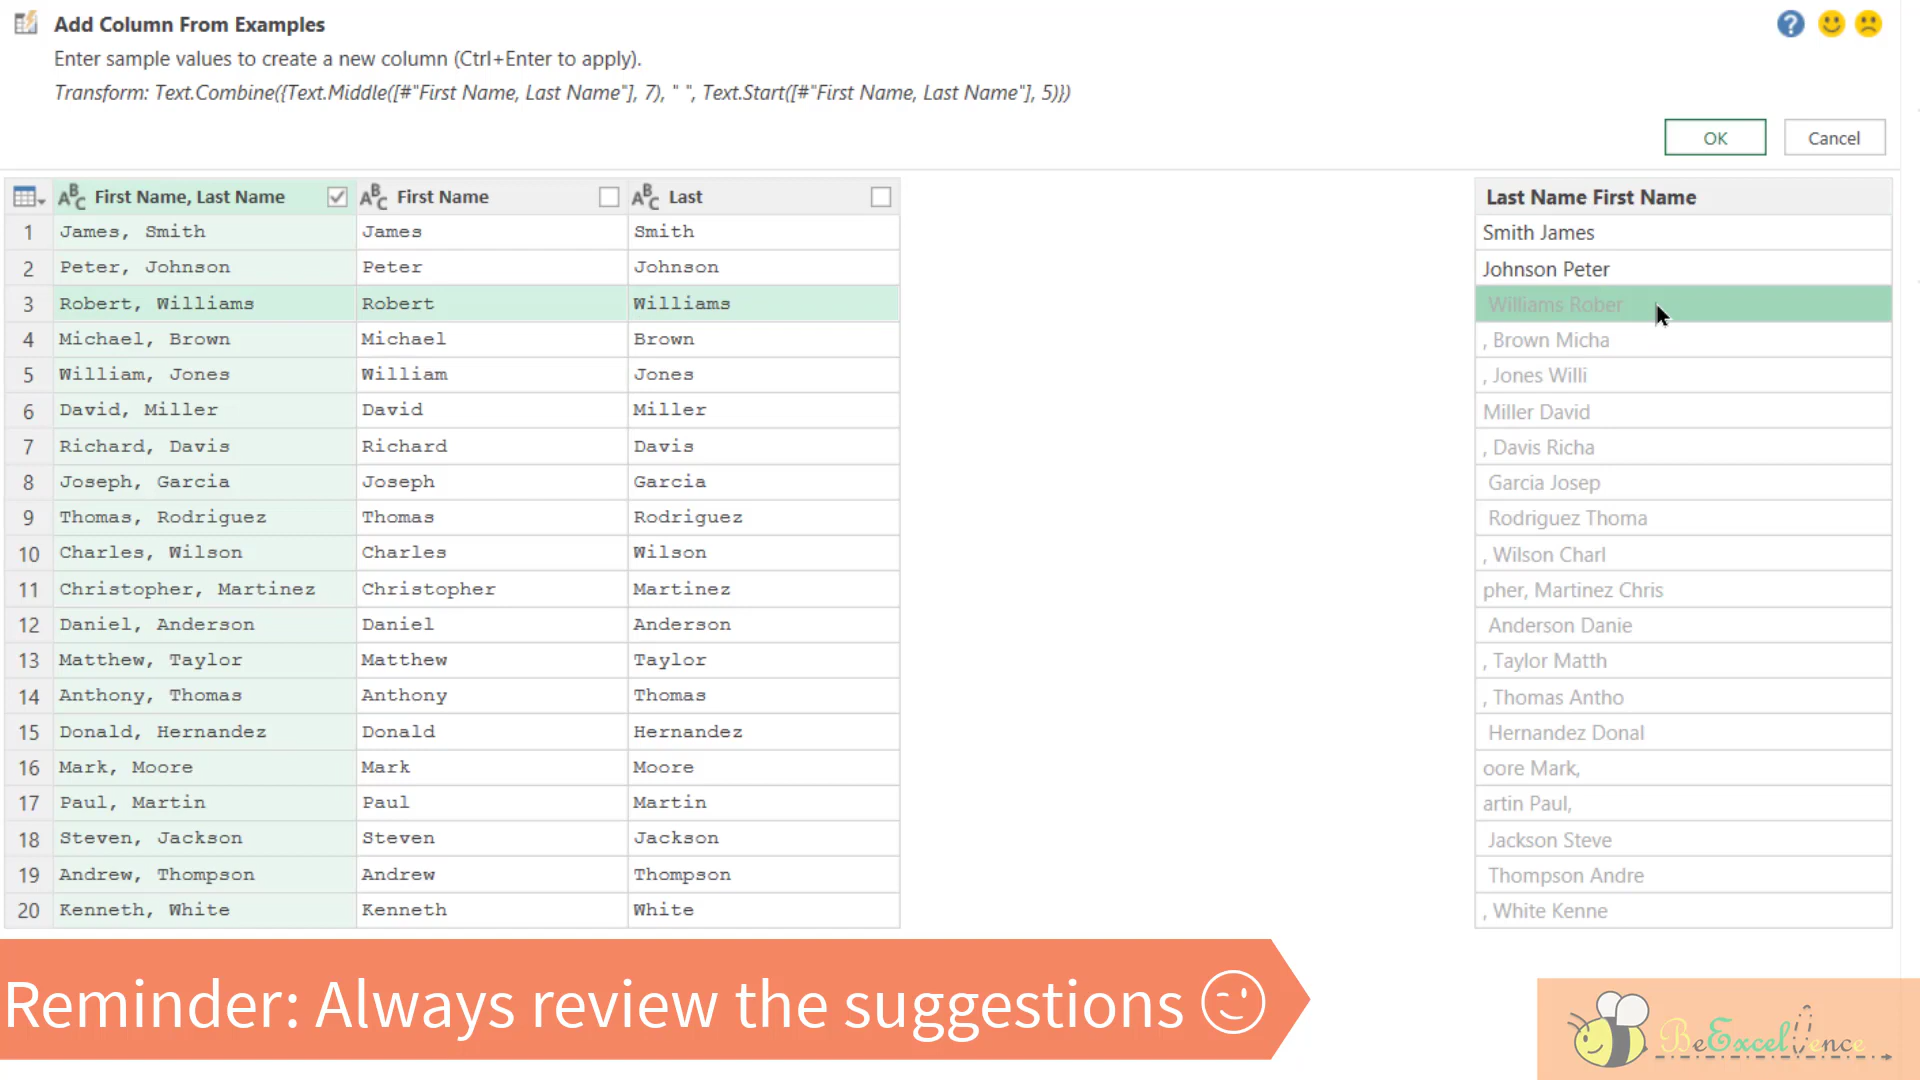 Add Column From Examples
Enter sample values to create a new column (Ctrl+Enter to apply).
Transform: Text.Combine({Text.Middle([#"First Name, Last Name"], 7), " ", Text.Start([#"First Name, Last Name"], 5)})
OK Cancel
ABC First Name, Last Name ABC First Name ABC Last Last Name First Name
1 James, Smith James Smith Smith James
2 Peter, Johnson Peter Johnson Johnson Peter
3 Robert, Williams Robert Williams Williams Rober
4 Michael, Brown Michael Brown , Brown Micha
5 William, Jones William Jones , Jones Willi
6 David, Miller David Miller Miller David
7 Richard, Davis Richard Davis , Davis Richa
8 Joseph, Garcia Joseph Garcia Garcia Josep
9 Thomas, Rodriguez Thomas Rodriguez Rodriguez Thoma
10 Charles, Wilson Charles Wilson , Wilson Charl
11 Christopher, Martinez Christopher Martinez pher, Martinez Chris
12 Daniel, Anderson Daniel Anderson Anderson Danie
13 Matthew, Taylor Matthew Taylor , Taylor Matth
14 Anthony, Thomas Anthony Thomas , Thomas Antho
15 Donald, Hernandez Donald Hernandez Hernandez Donal
16 Mark, Moore Mark Moore oore Mark,
17 Paul, Martin Paul Martin artin Paul,
18 Steven, Jackson Steven Jackson Jackson Steve
19 Andrew, Thompson Andrew Thompson Thompson Andre
20 Kenneth, White Kenneth White , White Kenne
Reminder: Always review the suggestions
BeExcellence